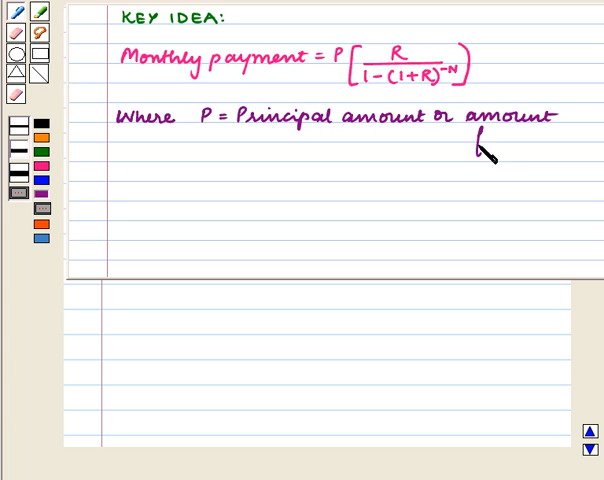 KEY IDEA:
Monthly payment = P [ R / 1-(1+R)^-N ]
Where P = Principal amount or amount